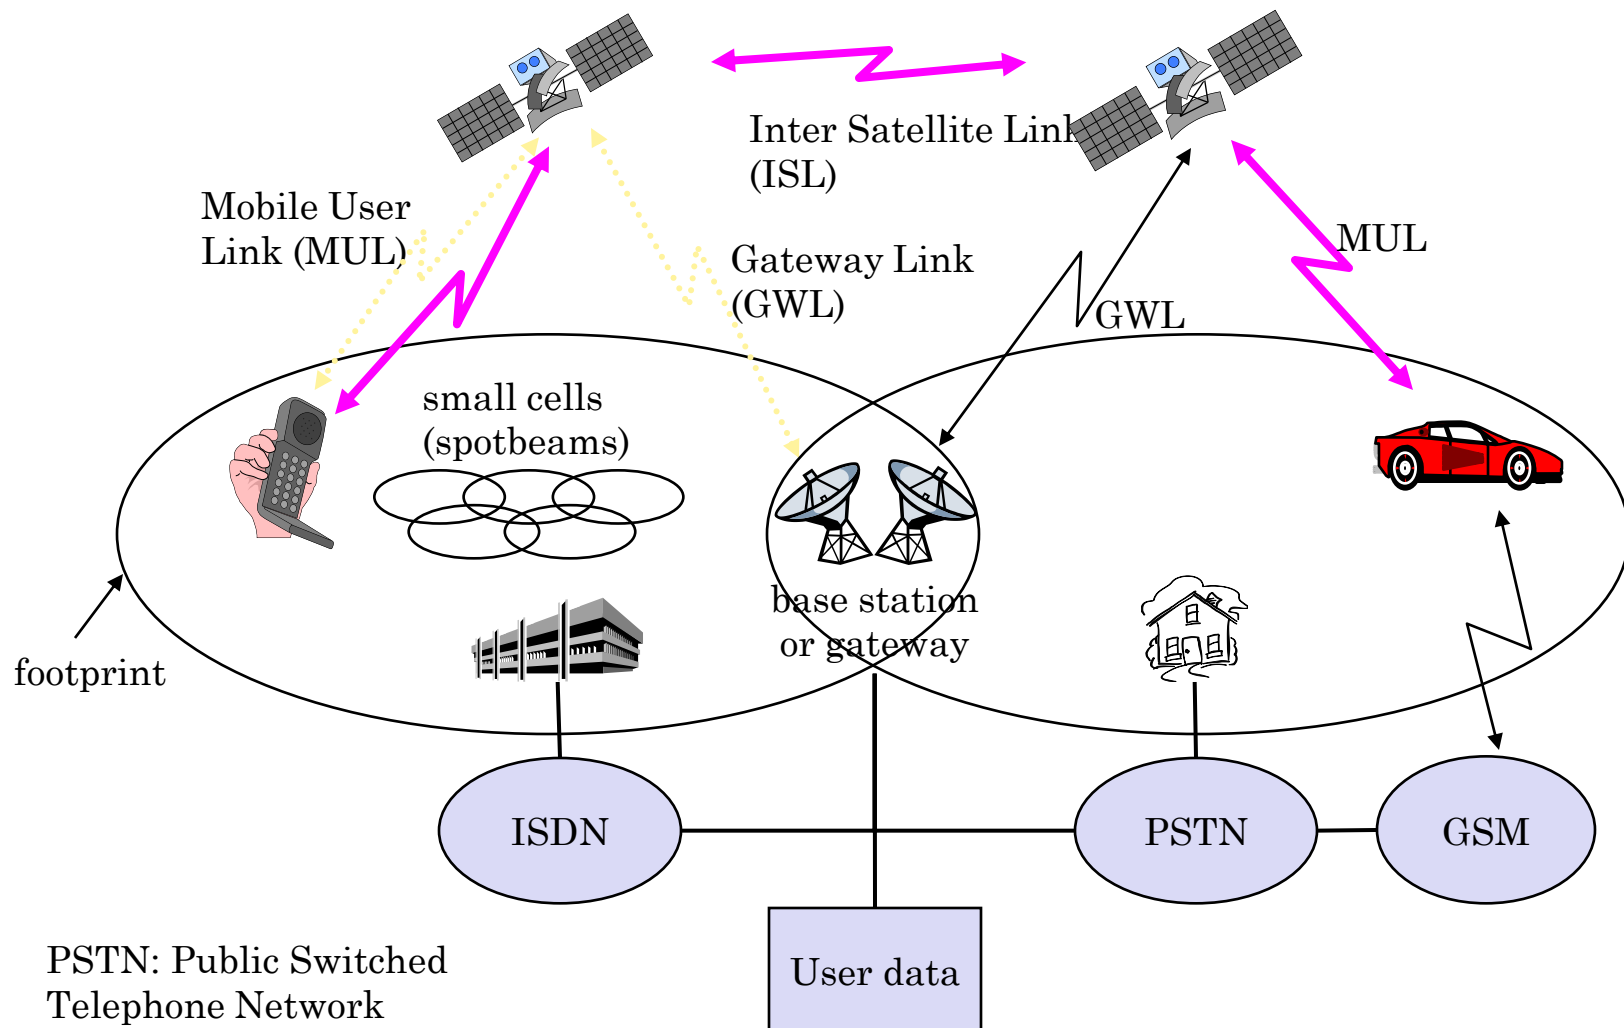 Inter Satellite Link
(ISL)
Mobile User
Link (MUL)
MUL
Gateway Link
(GWL)
GWL
small cells
(spotbeams)
base station
or gateway
footprint
ISDN
PSTN
GSM
PSTN: Public Switched
Telephone Network
User data